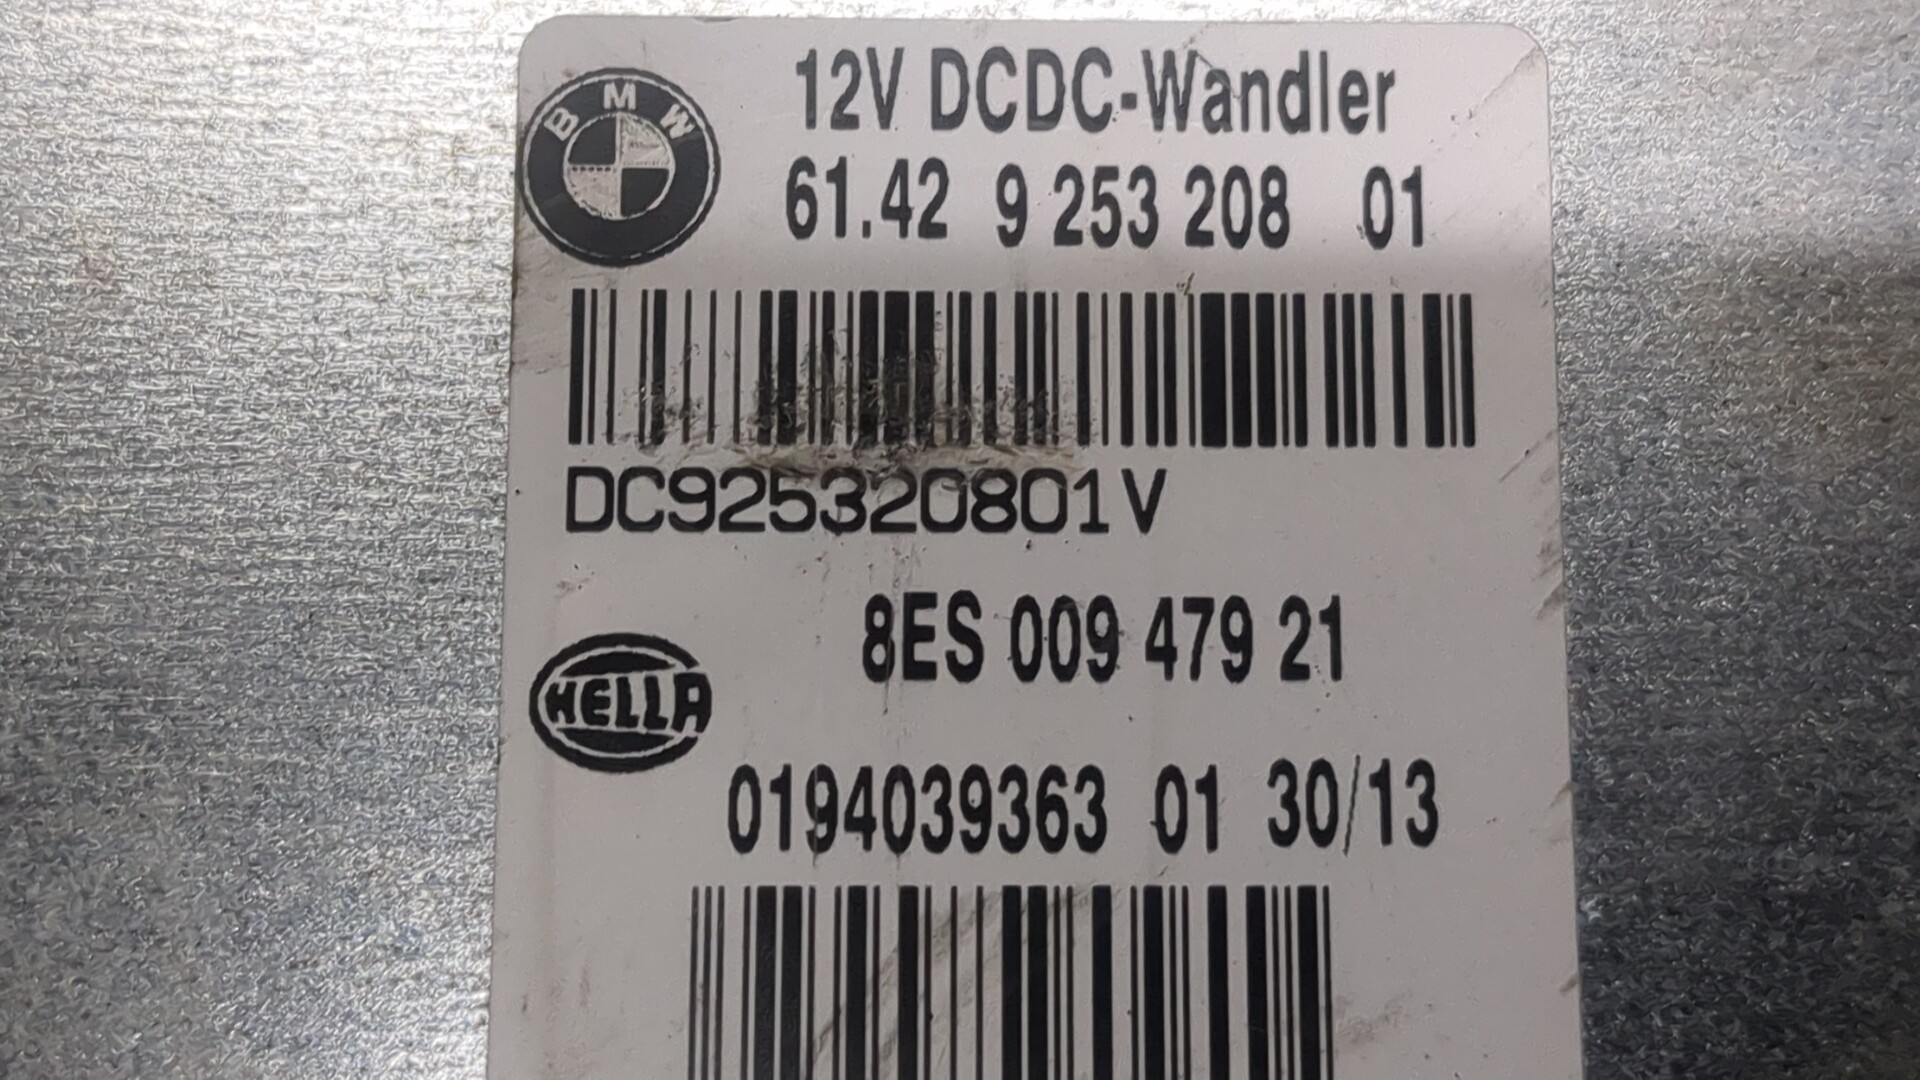 BMW
12V DCDC-Wandler
61.42 9 253 208 01
DC925320801V
8ES 009 479 21
HELLA
0194039363 01 30/13